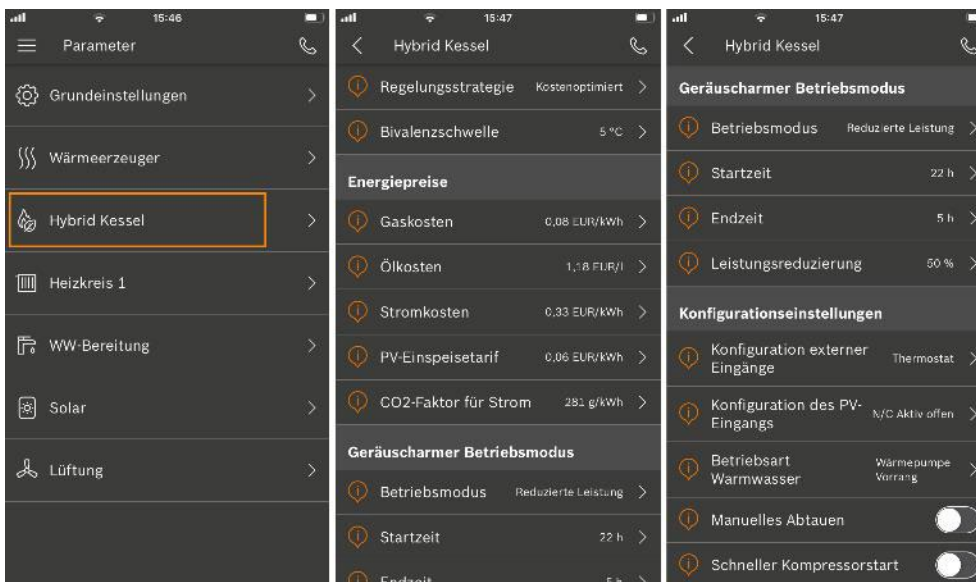 15:46
Parameter
Grundeinstellungen
Wärmeerzeuger
Hybrid Kessel
Heizkreis 1
WW-Bereitung
Solar
Lüftung
15:47
Hybrid Kessel
Regelungsstrategie Kostenoptimiert
Bivalenzschwelle 5 °C
Energiepreise
Gaskosten 0,08 EUR/kWh
Ölkosten 1,18 EUR/l
Stromkosten 0,33 EUR/kWh
PV-Einspeisetarif 0,06 EUR/kWh
CO2-Faktor für Strom 281 g/kWh
Geräuscharmer Betriebsmodus
Betriebsmodus Reduzierte Leistung
Startzeit 22 h
Endzeit 5 h
15:47
Hybrid Kessel
Geräuscharmer Betriebsmodus
Betriebsmodus Reduzierte Leistung
Startzeit 22 h
Endzeit 5 h
Leistungsreduzierung 50 %
Konfigurationseinstellungen
Konfiguration externer
Eingänge
Thermostat
Konfiguration des PV-
Eingangs
N/C Aktiv offen
Betriebsart
Warmwasser
Wärmepumpe
Vorrang
Manuelles Abtauen
Schneller Kompressorstart